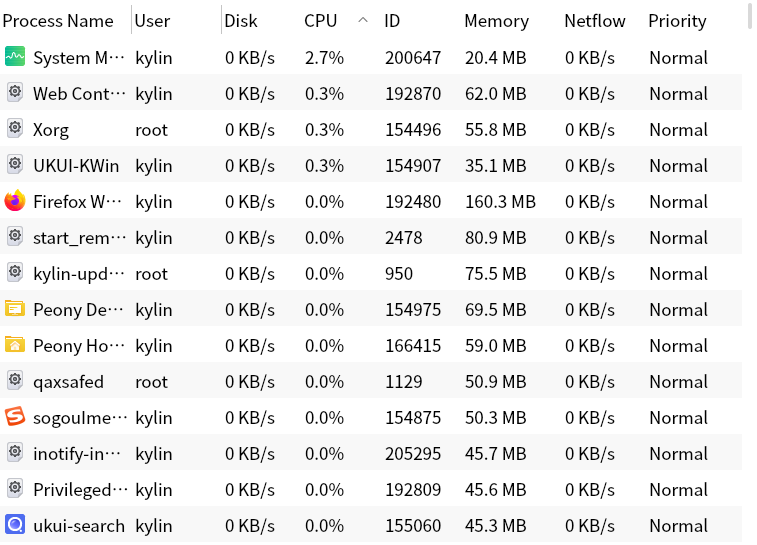 Process Name User Disk CPU ID Memory Netflow Priority
System M··· kylin 0 KB/s 2.7% 200647 20.4 MB 0 KB/s Normal
Web Cont··· kylin 0 KB/s 0.3% 192870 62.0 MB 0 KB/s Normal
Xorg root 0 KB/s 0.3% 154496 55.8 MB 0 KB/s Normal
UKUI-KWin kylin 0 KB/s 0.3% 154907 35.1 MB 0 KB/s Normal
Firefox W··· kylin 0 KB/s 0.0% 192480 160.3 MB 0 KB/s Normal
start_rem··· kylin 0 KB/s 0.0% 2478 80.9 MB 0 KB/s Normal
kylin-upd··· root 0 KB/s 0.0% 950 75.5 MB 0 KB/s Normal
Peony De··· kylin 0 KB/s 0.0% 154975 69.5 MB 0 KB/s Normal
Peony Ho··· kylin 0 KB/s 0.0% 166415 59.0 MB 0 KB/s Normal
qaxsafed root 0 KB/s 0.0% 1129 50.9 MB 0 KB/s Normal
sogouIme··· kylin 0 KB/s 0.0% 154875 50.3 MB 0 KB/s Normal
inotify-in··· kylin 0 KB/s 0.0% 205295 45.7 MB 0 KB/s Normal
Privileged··· kylin 0 KB/s 0.0% 192809 45.6 MB 0 KB/s Normal
ukui-search kylin 0 KB/s 0.0% 155060 45.3 MB 0 KB/s Normal